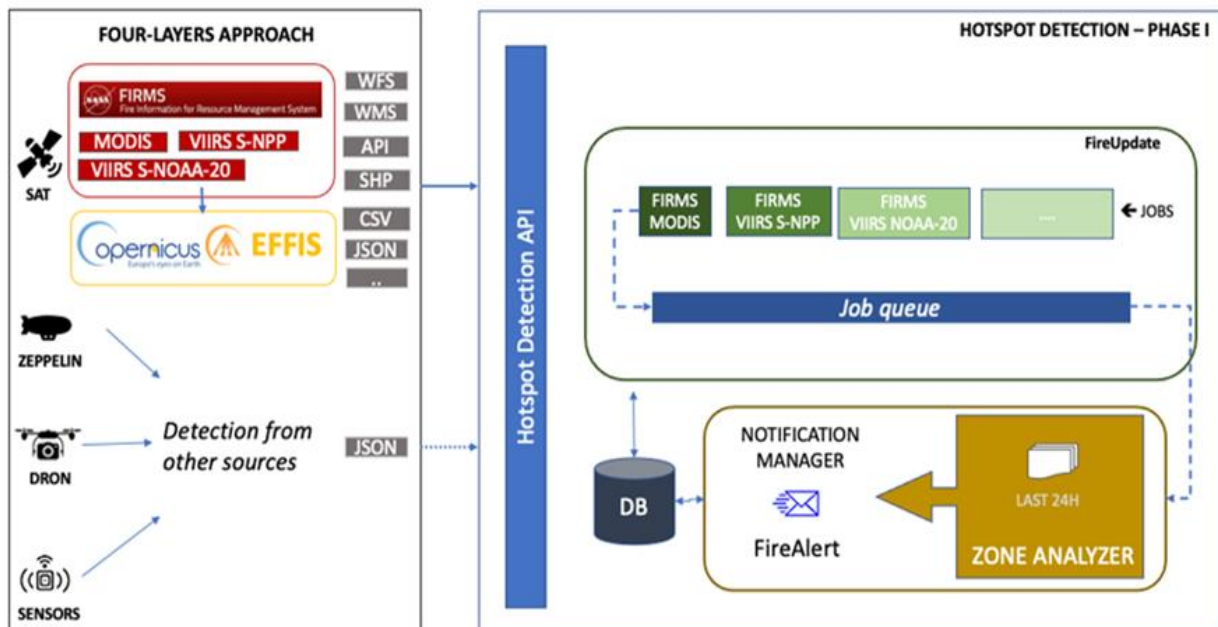 FOUR-LAYERS APPROACH
NASA
FIRMS
Fire Information for Resource Management System
MODIS
VIIRS S-NPP
VIIRS S-NOAA-20
SAT
opernicus
Europe's eyes on Earth
EFFIS
WFS
WMS
API
SHP
CSV
JSON
..
ZEPPELIN
DRON
SENSORS
Detection from
other sources
JSON
HOTSPOT DETECTION – PHASE I
Hotspot Detection API
FireUpdate
FIRMS
MODIS
FIRMS
VIIRS S-NPP
FIRMS
VIIRS NOAA-20
....
← JOBS
Job queue
DB
NOTIFICATION
MANAGER
FireAlert
LAST 24H
ZONE ANALYZER